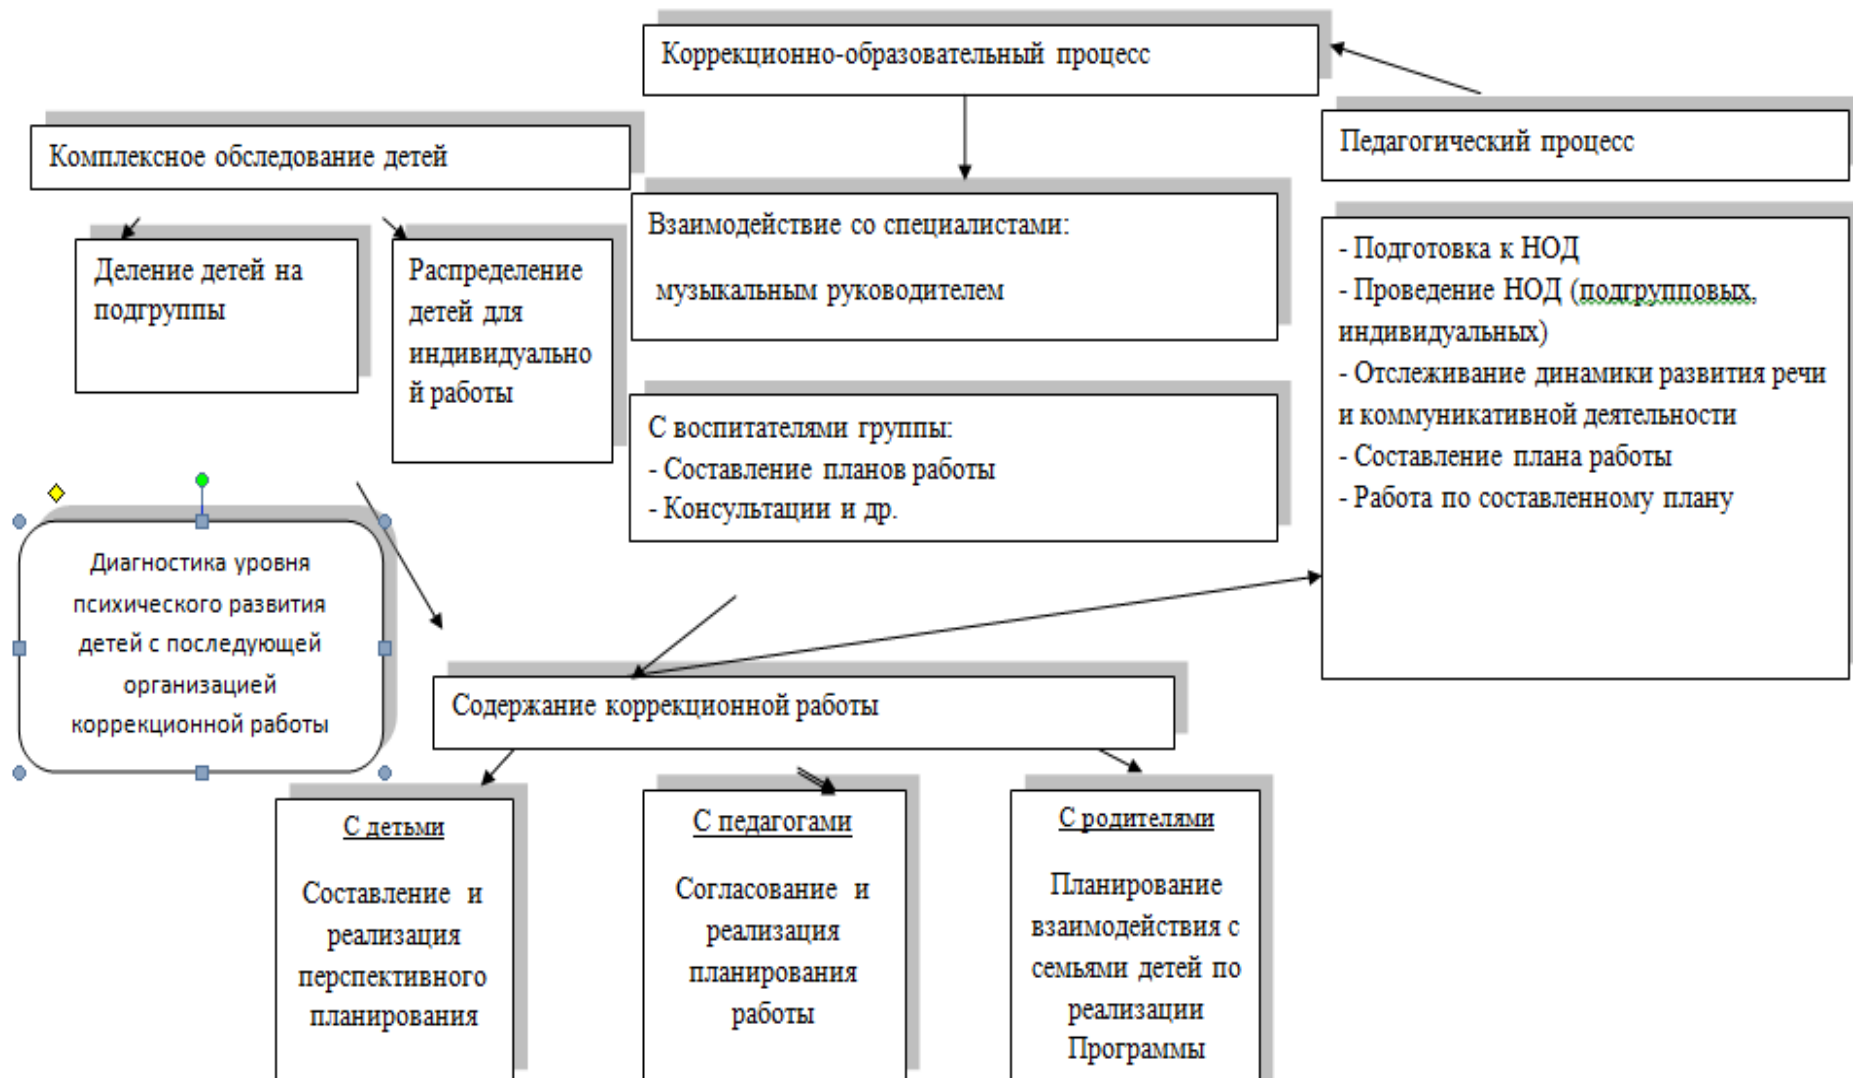 Коррекционно-образовательный процесс
Комплексное обследование детей
Педагогический процесс
Деление детей на
подгруппы
Распределение
детей для
индивидуально
й работы
Взаимодействие со специалистами:
музыкальным руководителем
- Подготовка к НОД
- Проведение НОД (подгрупповых,
индивидуальных)
- Отслеживание динамики развития речи
и коммуникативной деятельности
- Составление плана работы
- Работа по составленному плану
С воспитателями группы:
- Составление планов работы
- Консультации и др.
Диагностика уровня
психического развития
детей с последующей
организацией
коррекционной работы
Содержание коррекционной работы
С детьми
Составление и
реализация
перспективного
планирования
С педагогами
Согласование и
реализация
планирования
работы
С родителями
Планирование
взаимодействия с
семьями детей по
реализации
Программы